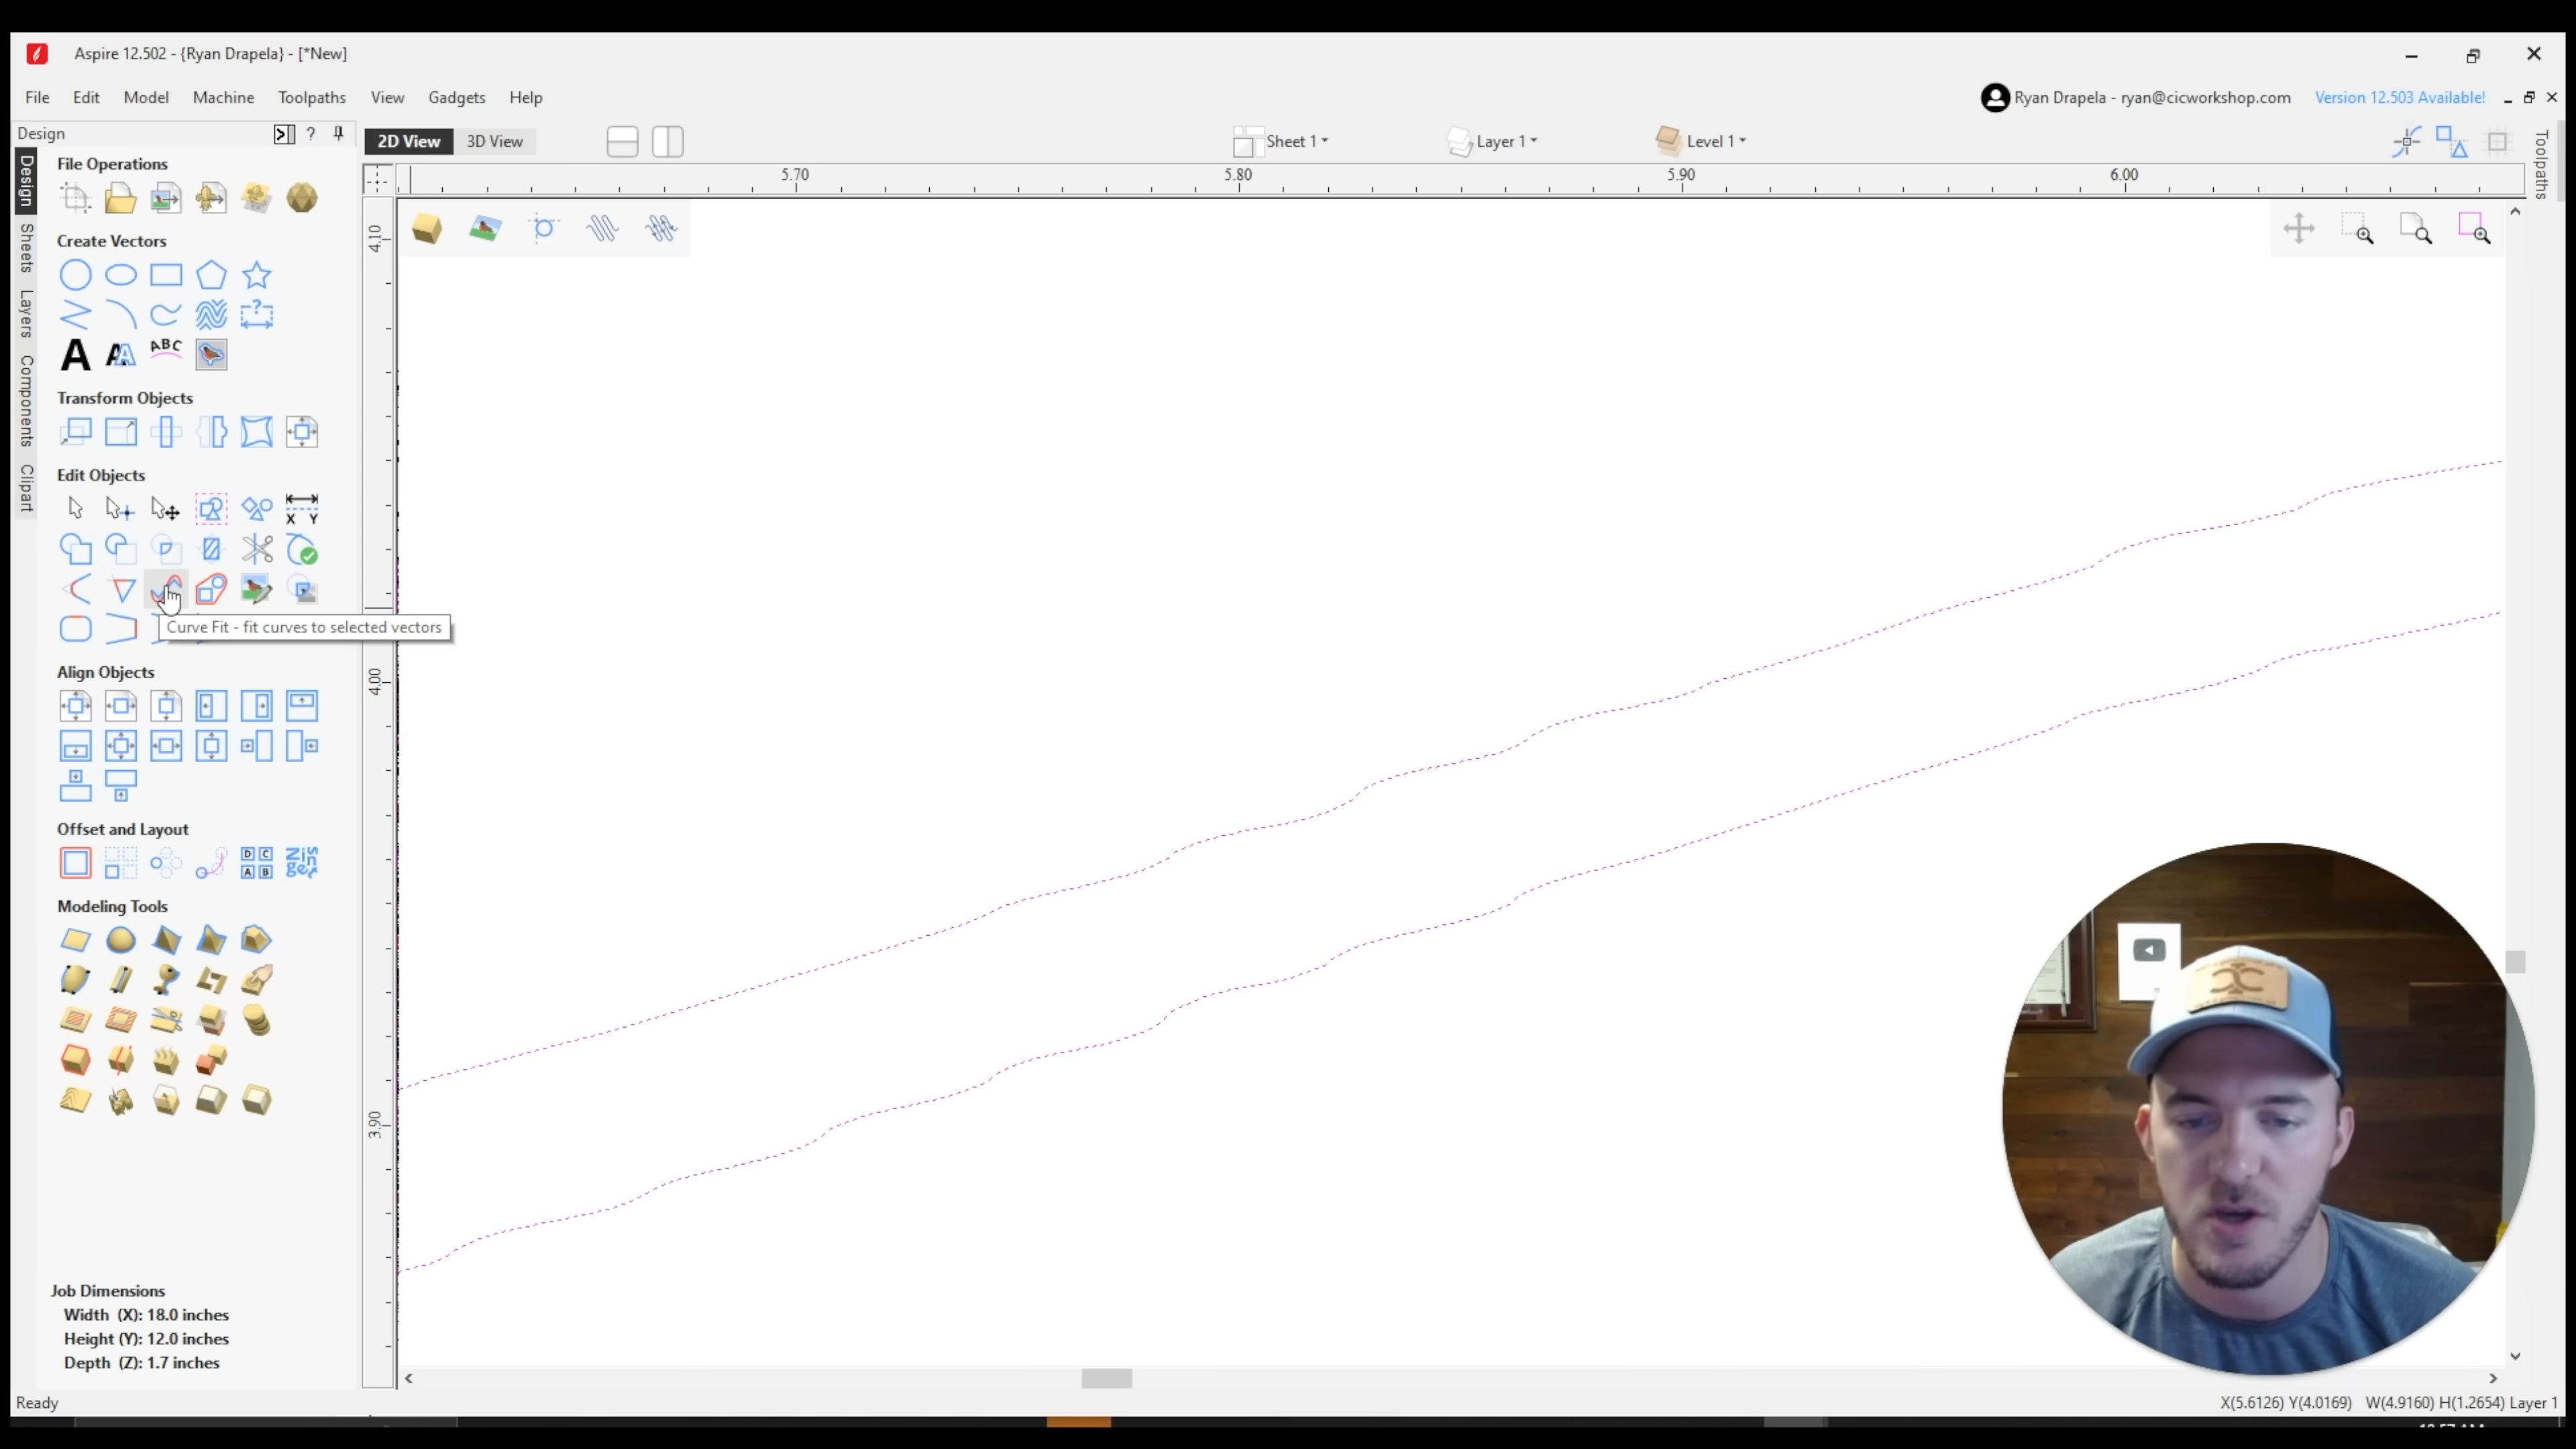 Aspire 12.502 - {Ryan Drapela} - [*New]
File Edit Model Machine Toolpaths View Gadgets Help
Ryan Drapela - ryan@cicworkshop.com Version 12.503 Available!
Design ?
2D View 3D View
Sheet 1 Layer 1 Level 1
Toolpaths
Design
Sheets
Layers
Components
Clipart
File Operations
5.70 5.80 5.90 6.00
4.10
4.00
3.90
Create Vectors
?
A A ABC
Transform Objects
Edit Objects
X Y
Curve Fit - fit curves to selected vectors
Align Objects
Offset and Layout
D C
A B
Modeling Tools
Job Dimensions
Width (X): 18.0 inches
Height (Y): 12.0 inches
Depth (Z): 1.7 inches
Ready
X(5.6126) Y(4.0169) W(4.9160) H(1.2654) Layer 1